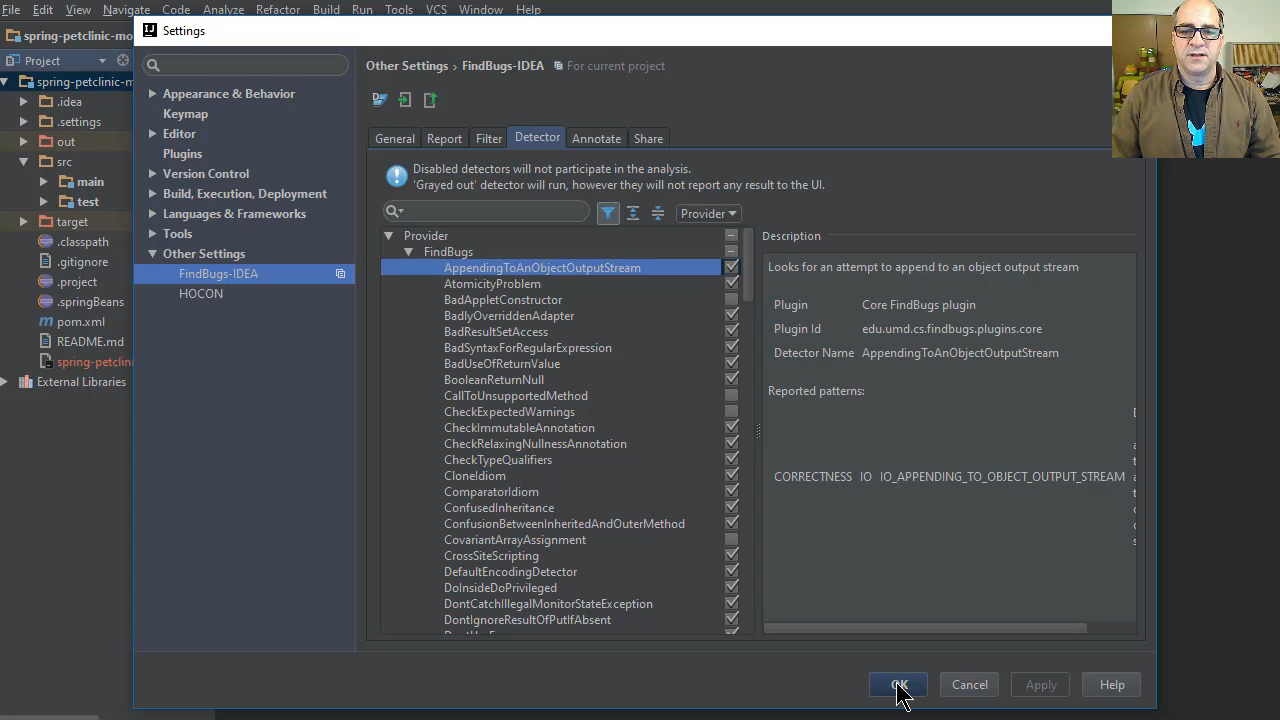 File Edit View Navigate Code Analyze Refactor Build Run Tools VCS Window Help
Settings
spring-petclinic-mo
Project
spring-petclinic-m
.idea
.settings
out
src
main
test
target
.classpath
.gitignore
.project
.springBeans
pom.xml
README.md
spring-petclini
External Libraries
Appearance & Behavior
Keymap
Editor
Plugins
Version Control
Build, Execution, Deployment
Languages & Frameworks
Tools
Other Settings
FindBugs-IDEA
HOCON
Other Settings › FindBugs-IDEA For current project
General Report Filter Detector Annotate Share
Disabled detectors will not participate in the analysis.
'Grayed out' detector will run, however they will not report any result to the UI.
Provider
Provider
FindBugs
AppendingToAnObjectOutputStream
AtomicityProblem
BadAppletConstructor
BadlyOverriddenAdapter
BadResultSetAccess
BadSyntaxForRegularExpression
BadUseOfReturnValue
BooleanReturnNull
CallToUnsupportedMethod
CheckExpectedWarnings
CheckImmutableAnnotation
CheckRelaxingNullnessAnnotation
CheckTypeQualifiers
CloneIdiom
ComparatorIdiom
ConfusedInheritance
ConfusionBetweenInheritedAndOuterMethod
CovariantArrayAssignment
CrossSiteScripting
DefaultEncodingDetector
DoInsideDoPrivileged
DontCatchIllegalMonitorStateException
DontIgnoreResultOfPutIfAbsent
Description
Looks for an attempt to append to an object output stream
Plugin Core FindBugs plugin
Plugin Id edu.umd.cs.findbugs.plugins.core
Detector Name AppendingToAnObjectOutputStream
Reported patterns:
CORRECTNESS IO IO_APPENDING_TO_OBJECT_OUTPUT_STREAM
OK Cancel Apply Help